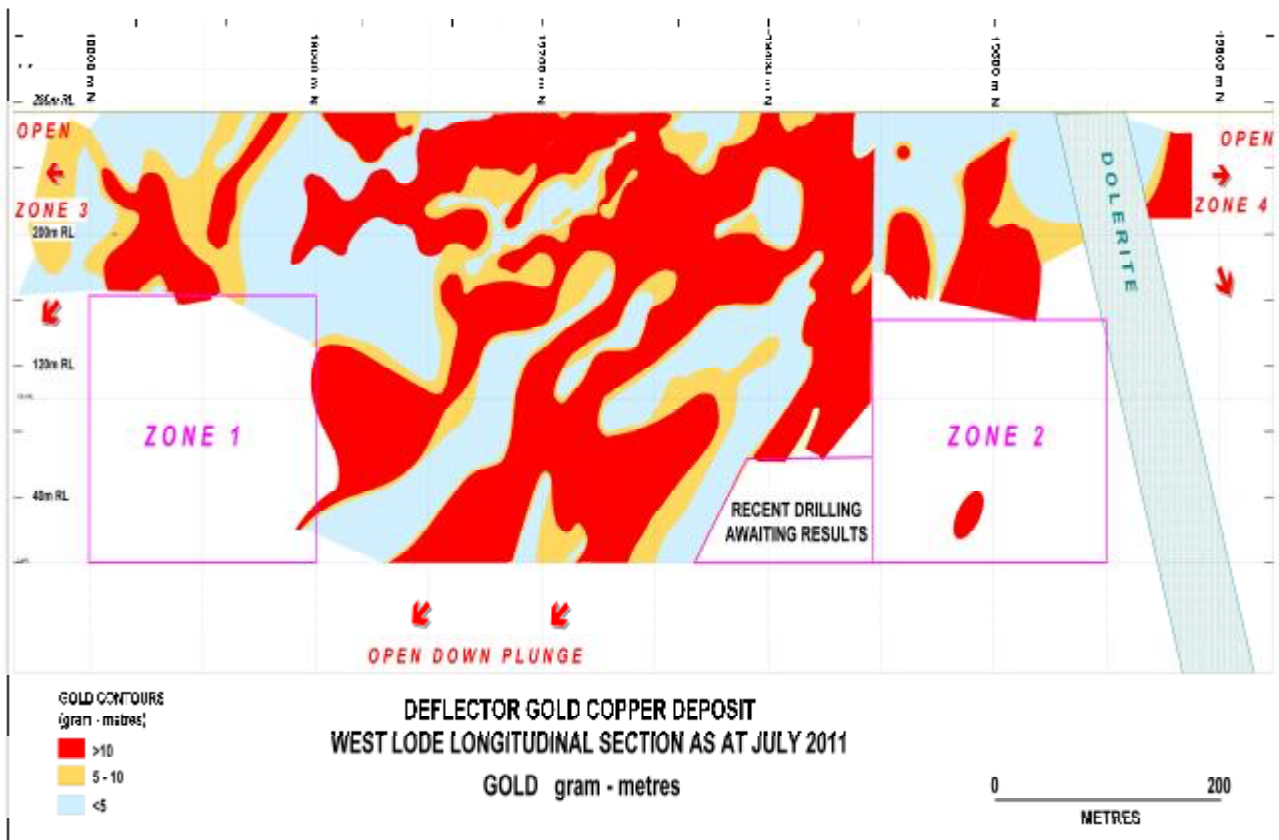 OPEN
ZONE 3
200m RL
120m RL
40m RL
ZONE 1
DOLERITE
OPEN
ZONE 4
ZONE 2
RECENT DRILLING
AWAITING RESULTS
OPEN DOWN PLUNGE
GOLD CONTOURS
(gram - metres)
>10
5 - 10
<5
DEFLECTOR GOLD COPPER DEPOSIT
WEST LODE LONGITUDINAL SECTION AS AT JULY 2011
GOLD gram - metres
0 200
METRES